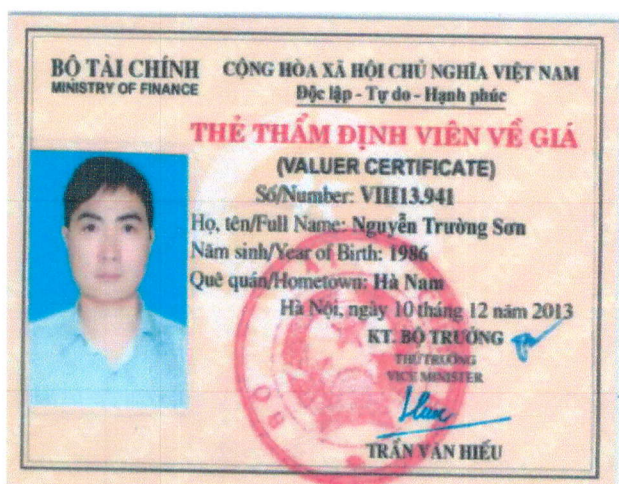 BỘ TÀI CHÍNH
MINISTRY OF FINANCE
CỘNG HÒA XÃ HỘI CHỦ NGHĨA VIỆT NAM
Độc lập - Tự do - Hạnh phúc
THẺ THẨM ĐỊNH VIÊN VỀ GIÁ
(VALUER CERTIFICATE)
Số/Number: VIII13.941
Họ, tên/Full Name: Nguyễn Trường Sơn
Năm sinh/Year of Birth: 1986
Quê quán/Hometown: Hà Nam
Hà Nội, ngày 10 tháng 12 năm 2013
KT. BỘ TRƯỞNG
THỨ TRƯỞNG
VICE MINISTER
TRẦN VĂN HIẾU
BỘ